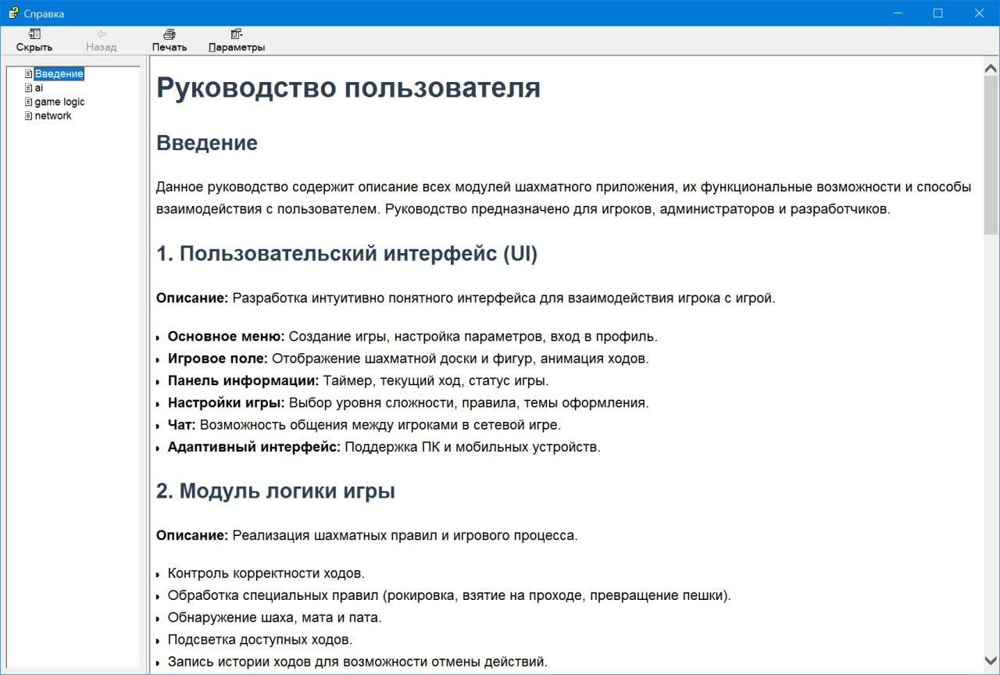 Справка
Скрыть
Назад
Печать
Параметры
Введение
ai
game logic
network
Руководство пользователя
Введение
Данное руководство содержит описание всех модулей шахматного приложения, их функциональные возможности и способы
взаимодействия с пользователем. Руководство предназначено для игроков, администраторов и разработчиков.
1. Пользовательский интерфейс (UI)
Описание: Разработка интуитивно понятного интерфейса для взаимодействия игрока с игрой.
Основное меню: Создание игры, настройка параметров, вход в профиль.
Игровое поле: Отображение шахматной доски и фигур, анимация ходов.
Панель информации: Таймер, текущий ход, статус игры.
Настройки игры: Выбор уровня сложности, правила, темы оформления.
Чат: Возможность общения между игроками в сетевой игре.
Адаптивный интерфейс: Поддержка ПК и мобильных устройств.
2. Модуль логики игры
Описание: Реализация шахматных правил и игрового процесса.
Контроль корректности ходов.
Обработка специальных правил (рокировка, взятие на проходе, превращение пешки).
Обнаружение шаха, мата и пата.
Подсветка доступных ходов.
Запись истории ходов для возможности отмены действий.